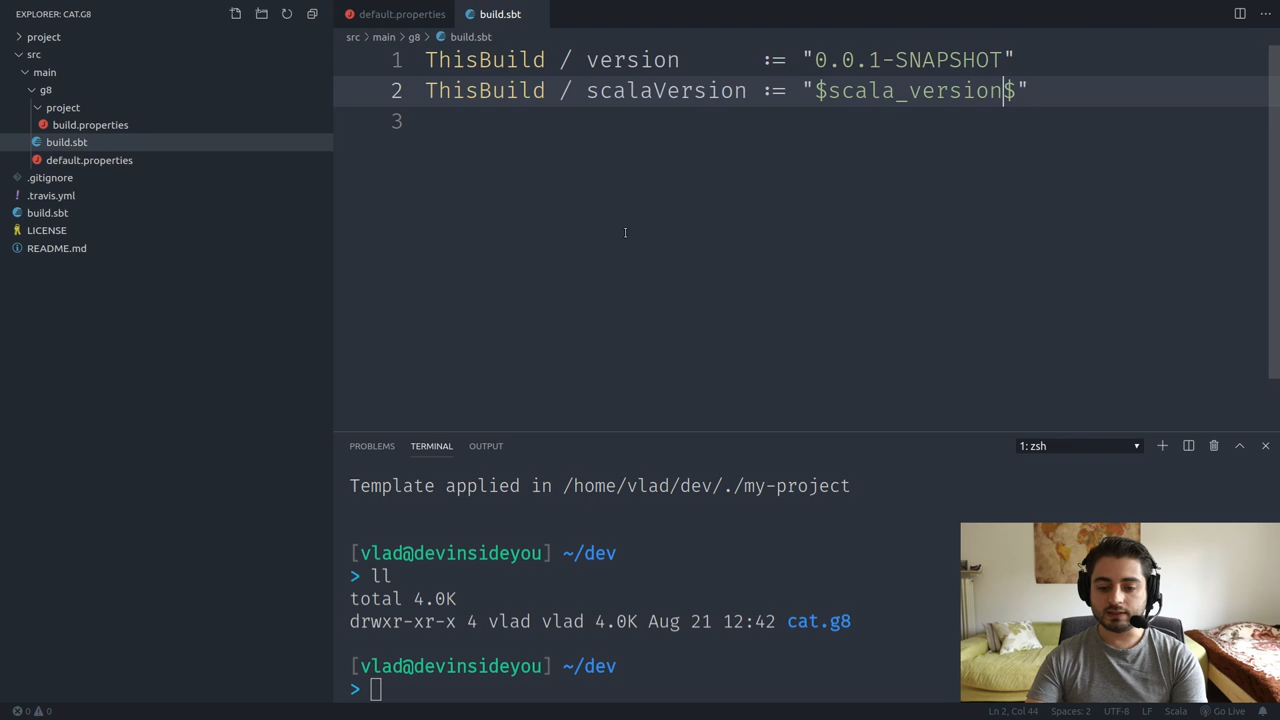 EXPLORER: CAT.G8
project
src
main
g8
project
build.properties
build.sbt
default.properties
.gitignore
.travis.yml
build.sbt
LICENSE
README.md
default.properties
build.sbt
src > main > g8 > build.sbt
1 ThisBuild / version := "0.0.1-SNAPSHOT"
2 ThisBuild / scalaVersion := "$scala_version$"
3
PROBLEMS TERMINAL OUTPUT
1: zsh
Template applied in /home/vlad/dev/./my-project
[vlad@devinsideyou] ~/dev
> ll
total 4.0K
drwxr-xr-x 4 vlad vlad 4.0K Aug 21 12:42 cat.g8
[vlad@devinsideyou] ~/dev
>
0 0
Ln 2, Col 44 Spaces: 2 UTF-8 LF Scala Go Live